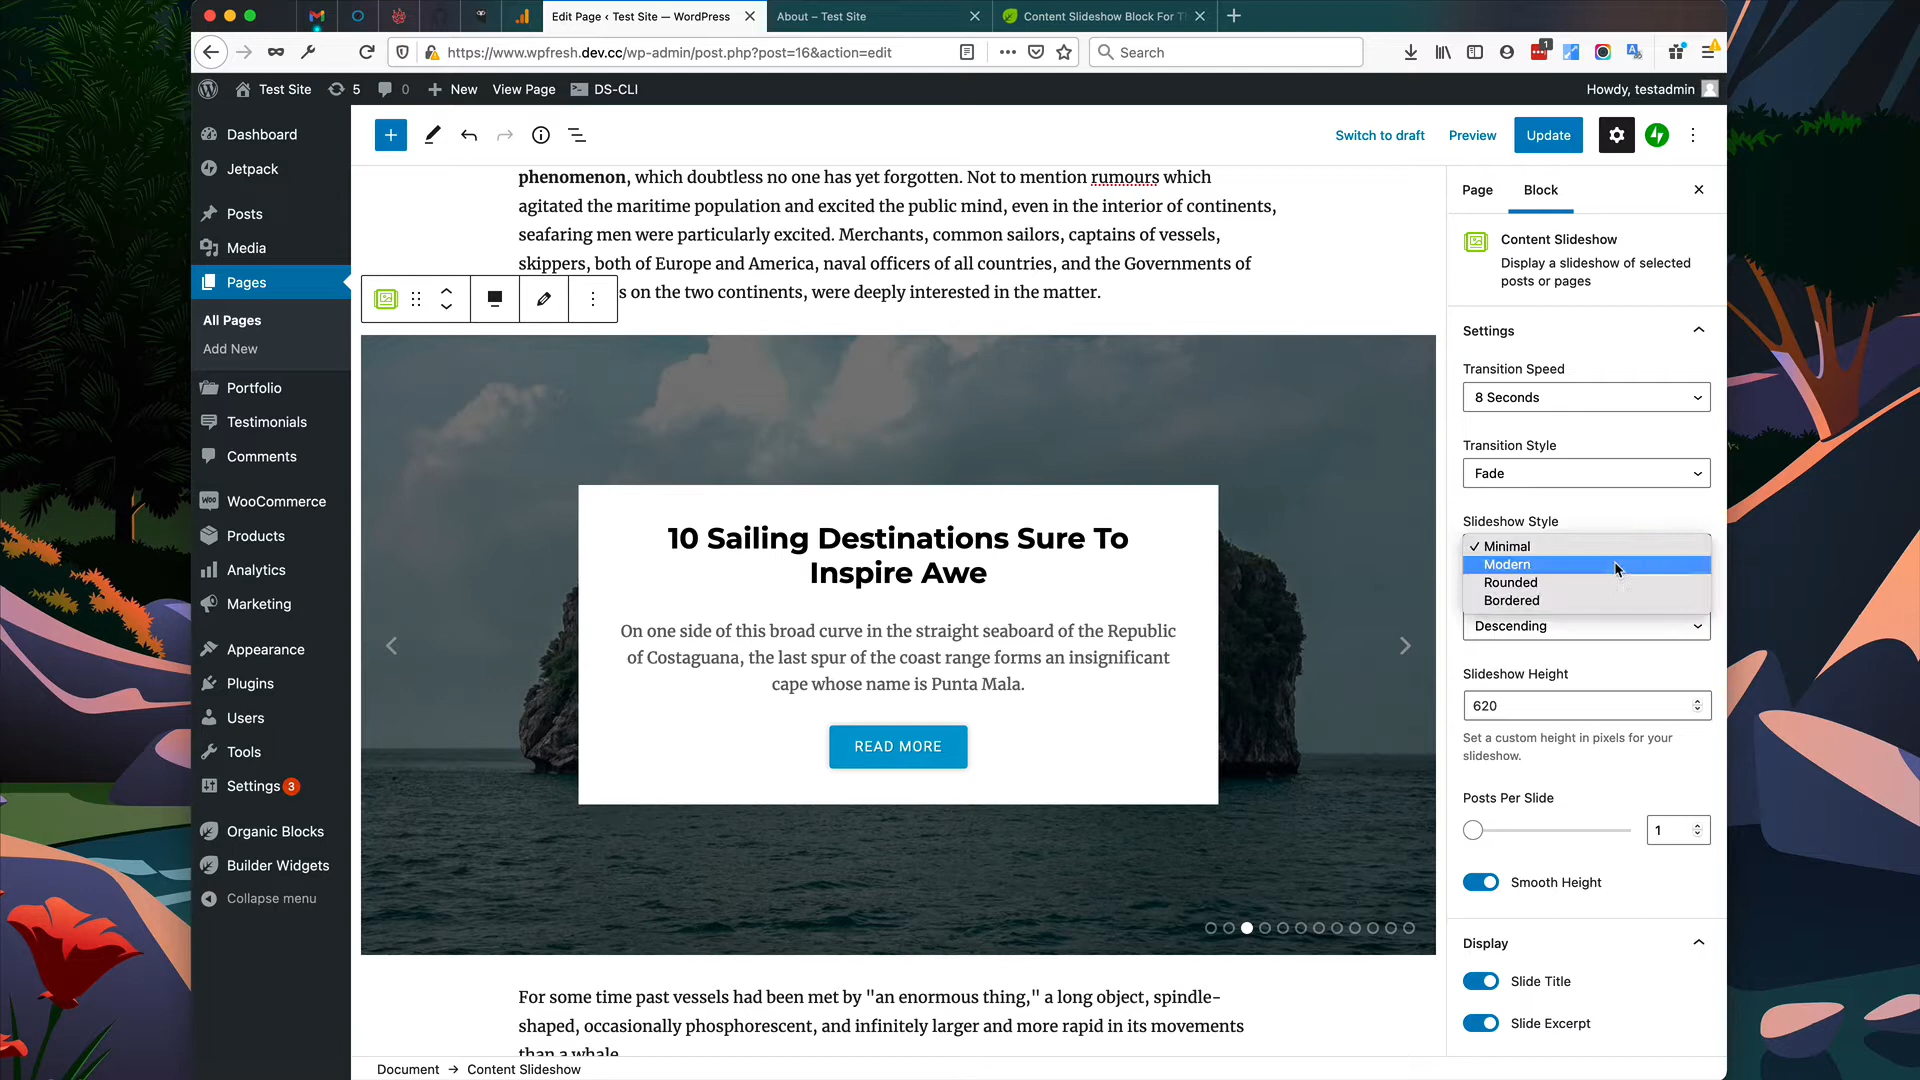 Edit Page ‹ Test Site — WordPress
About – Test Site
Content Slideshow Block For T
https://www.wpfresh.dev.cc/wp-admin/post.php?post=16&action=edit
Search
1
Test Site
5
0
New
View Page
DS-CLI
Howdy, testadmin
Dashboard
Jetpack
Posts
Media
Pages
All Pages
Add New
Portfolio
Testimonials
Comments
WOO
WooCommerce
Products
Analytics
Marketing
Appearance
Plugins
Users
Tools
Settings 3
Organic Blocks
Builder Widgets
Collapse menu
Switch to draft
Preview
Update
phenomenon, which doubtless no one has yet forgotten. Not to mention rumours which
agitated the maritime population and excited the public mind, even in the interior of continents,
seafaring men were particularly excited. Merchants, common sailors, captains of vessels,
skippers, both of Europe and America, naval officers of all countries, and the Governments of
s on the two continents, were deeply interested in the matter.
10 Sailing Destinations Sure To
Inspire Awe
On one side of this broad curve in the straight seaboard of the Republic
of Costaguana, the last spur of the coast range forms an insignificant
cape whose name is Punta Mala.
READ MORE
For some time past vessels had been met by "an enormous thing," a long object, spindle-
shaped, occasionally phosphorescent, and infinitely larger and more rapid in its movements
than a whale.
Document → Content Slideshow
Page
Block
Content Slideshow
Display a slideshow of selected
posts or pages
Settings
Transition Speed
8 Seconds
Transition Style
Fade
Slideshow Style
✓ Minimal
Modern
Rounded
Bordered
Descending
Slideshow Height
620
Set a custom height in pixels for your
slideshow.
Posts Per Slide
1
Smooth Height
Display
Slide Title
Slide Excerpt